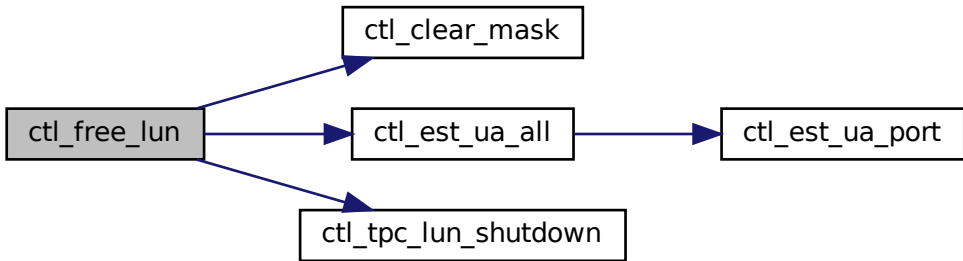 ctl_clear_mask
ctl_free_lun
ctl_est_ua_all
ctl_est_ua_port
ctl_tpc_lun_shutdown